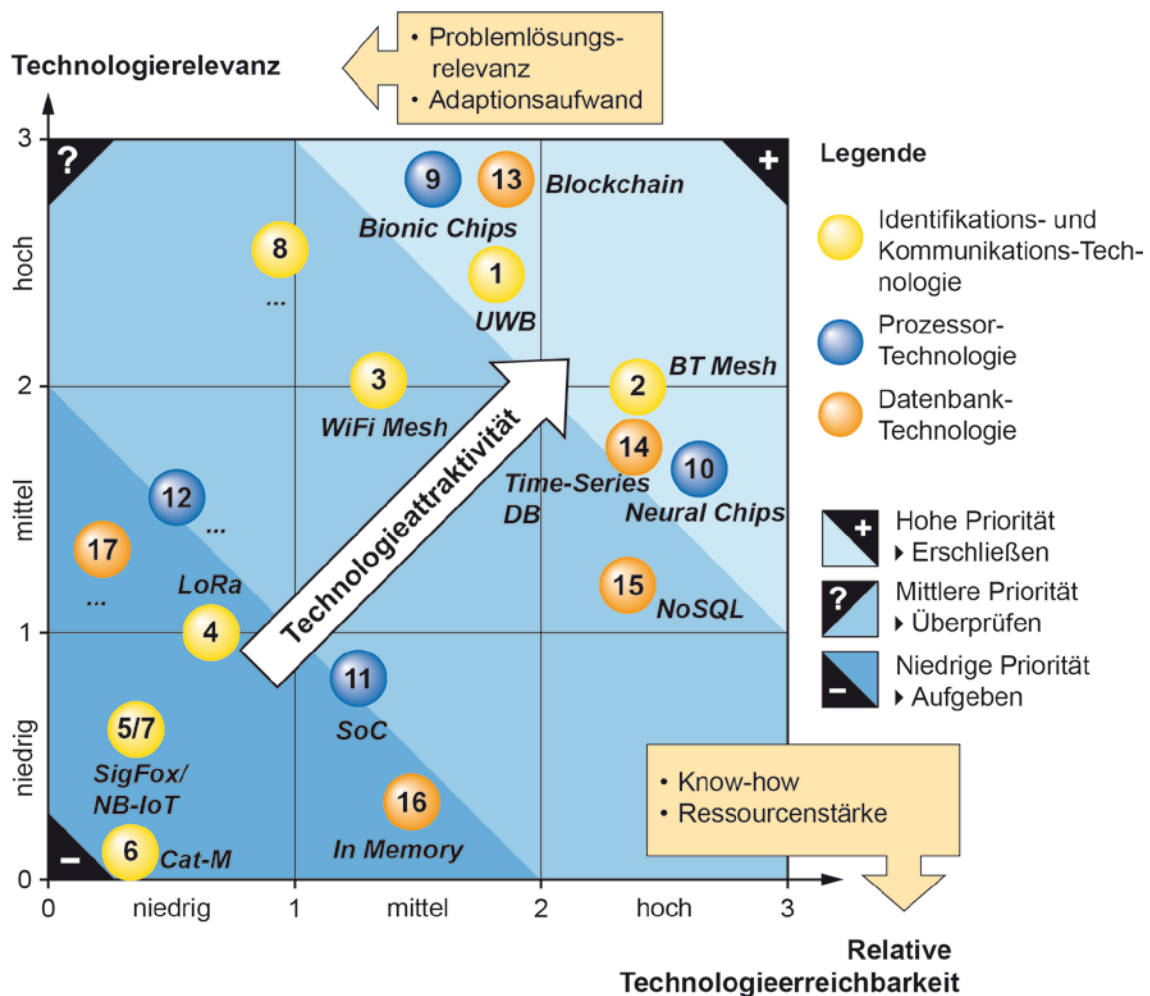 • Problemlösungs-
relevanz
• Adaptionsaufwand
Technologierelevanz
3
?
+
9
13
Blockchain
Bionic Chips
8
...
1
UWB
hoch
2
3
WiFi Mesh
2
BT Mesh
14
Time-Series
DB
10
Neural Chips
Technologieattraktivität
12
...
17
...
mittel
15
NoSQL
LoRa
4
1
11
SoC
5/7
SigFox/
NB-IoT
niedrig
16
In Memory
6
Cat-M
–
0
0
niedrig
1
mittel
2
hoch
3
Relative
Technologieerreichbarkeit
Legende
Identifikations- und
Kommunikations-Tech-
nologie
Prozessor-
Technologie
Datenbank-
Technologie
+
Hohe Priorität
▸ Erschließen
?
Mittlere Priorität
▸ Überprüfen
–
Niedrige Priorität
▸ Aufgeben
• Know-how
• Ressourcenstärke